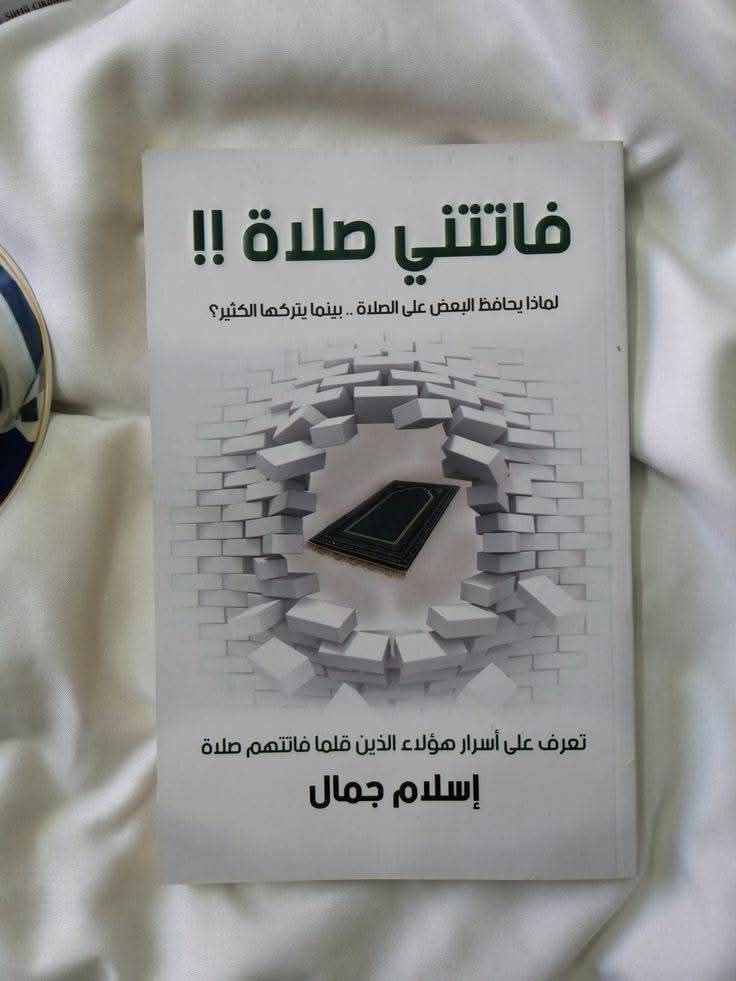 فاتتني صلاة !!
لماذا يحافظ البعض على الصلاة .. بينما يتركها الكثير؟
تعرف على أسرار هؤلاء الذين قلما فاتتهم صلاة
إسلام جمال